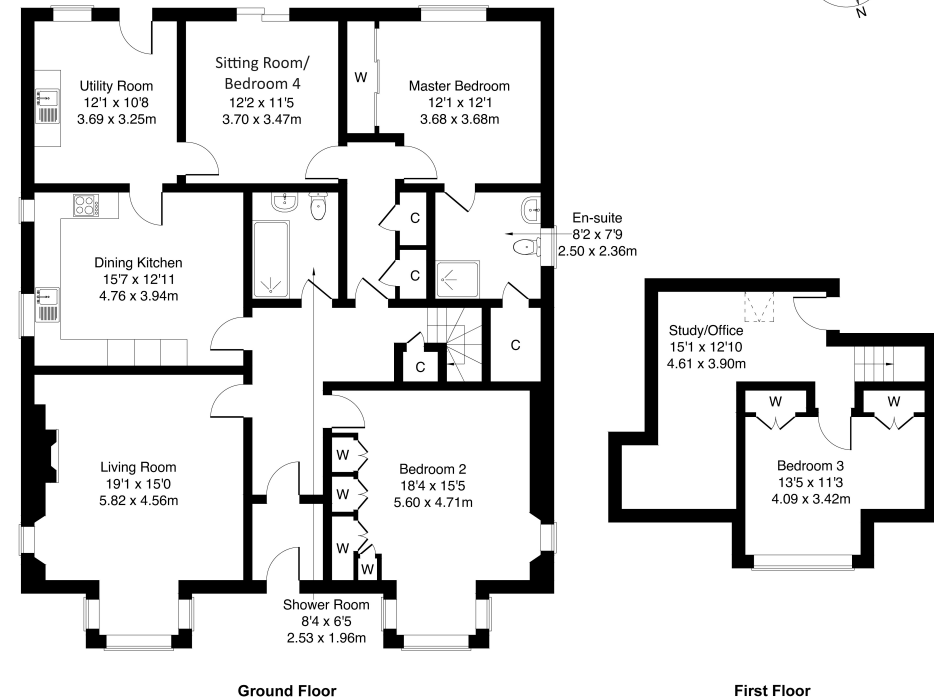 N
Utility Room
12'1 x 10'8
3.69 x 3.25m
Sitting Room/
Bedroom 4
12'2 x 11'5
3.70 x 3.47m
W
Master Bedroom
12'1 x 12'1
3.68 x 3.68m
C
C
En-suite
8'2 x 7'9
2.50 x 2.36m
Dining Kitchen
15'7 x 12'11
4.76 x 3.94m
C
C
Living Room
19'1 x 15'0
5.82 x 4.56m
W
W
W
W
Bedroom 2
18'4 x 15'5
5.60 x 4.71m
Shower Room
8'4 x 6'5
2.53 x 1.96m
Ground Floor
Study/Office
15'1 x 12'10
4.61 x 3.90m
W
W
Bedroom 3
13'5 x 11'3
4.09 x 3.42m
First Floor